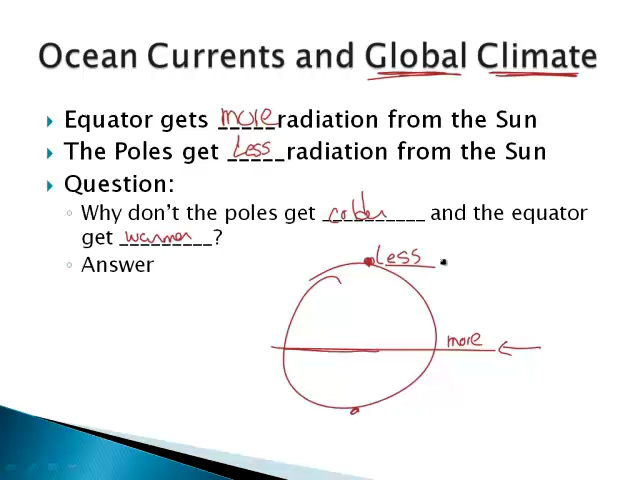 Ocean Currents and Global Climate
Equator gets more radiation from the Sun
The Poles get Less radiation from the Sun
Question:
Why don't the poles get colder and the equator
get warmer?
Answer
Less
more